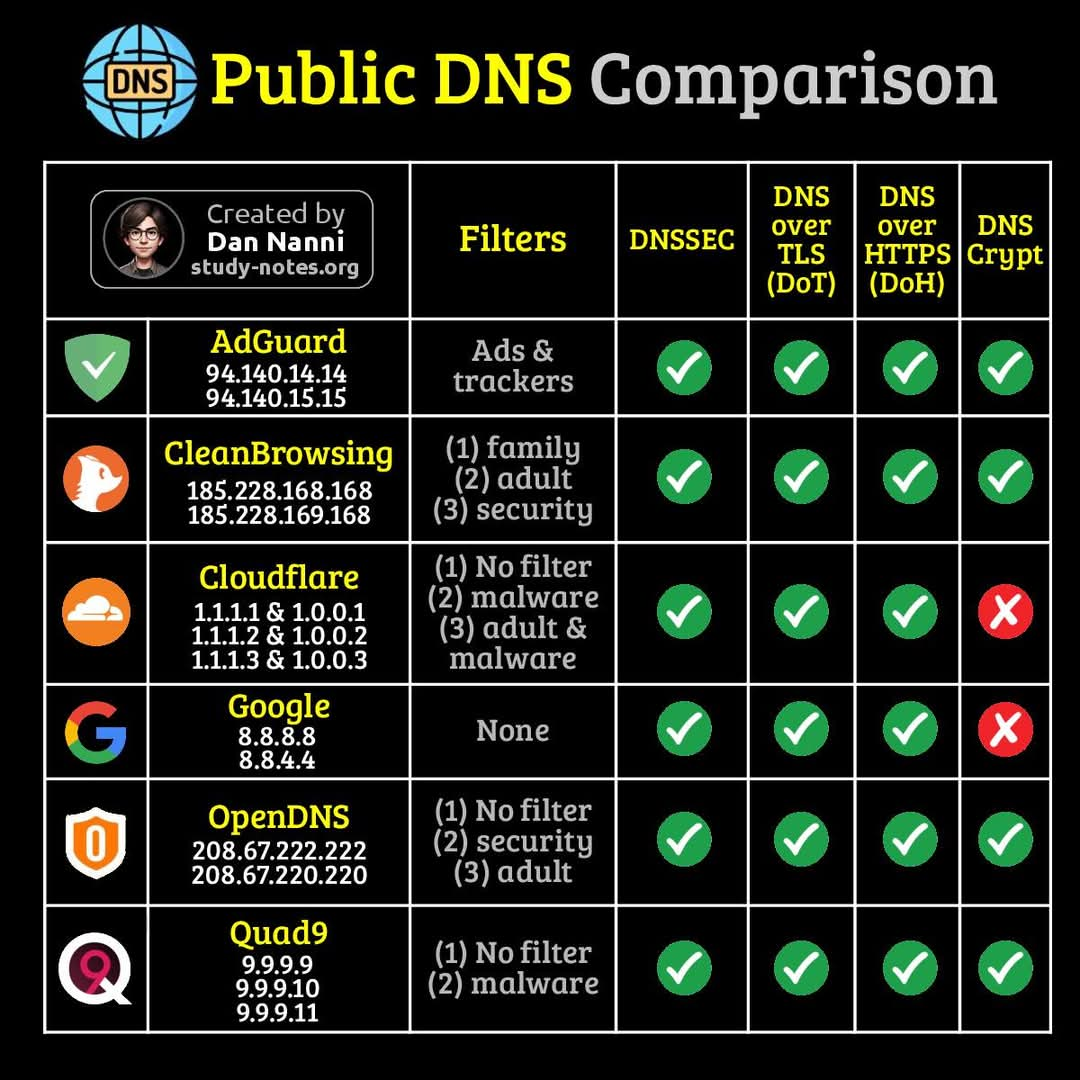 DNS
Public DNS Comparison
Created by
Dan Nanni
study-notes.org
Filters
DNSSEC
DNS
over
TLS
(DoT)
DNS
over
HTTPS
(DoH)
DNS
Crypt
AdGuard
94.140.14.14
94.140.15.15
Ads &
trackers
CleanBrowsing
185.228.168.168
185.228.169.168
(1) family
(2) adult
(3) security
Cloudflare
1.1.1.1 & 1.0.0.1
1.1.1.2 & 1.0.0.2
1.1.1.3 & 1.0.0.3
(1) No filter
(2) malware
(3) adult &
malware
Google
8.8.8.8
8.8.4.4
None
OpenDNS
208.67.222.222
208.67.220.220
(1) No filter
(2) security
(3) adult
Quad9
9.9.9.9
9.9.9.10
9.9.9.11
(1) No filter
(2) malware